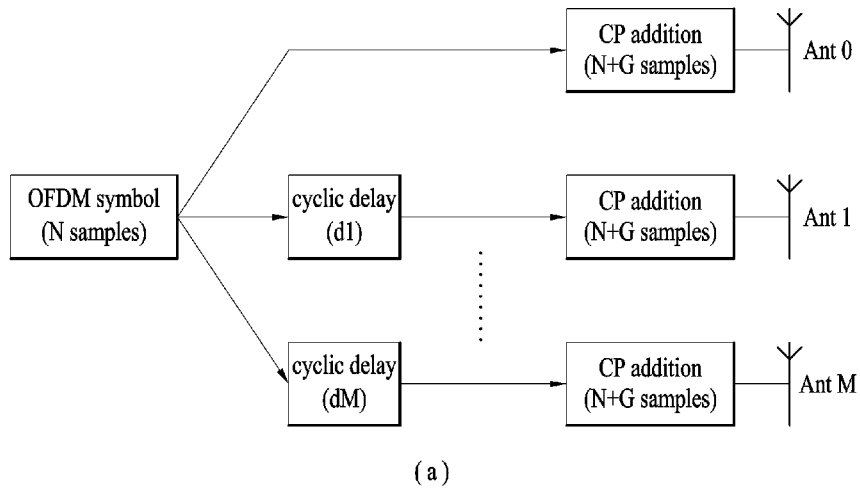 CP addition
(N+G samples)
Ant 0
OFDM symbol
(N samples)
cyclic delay
(d1)
CP addition
(N+G samples)
Ant 1
cyclic delay
(dM)
CP addition
(N+G samples)
Ant M
( a )